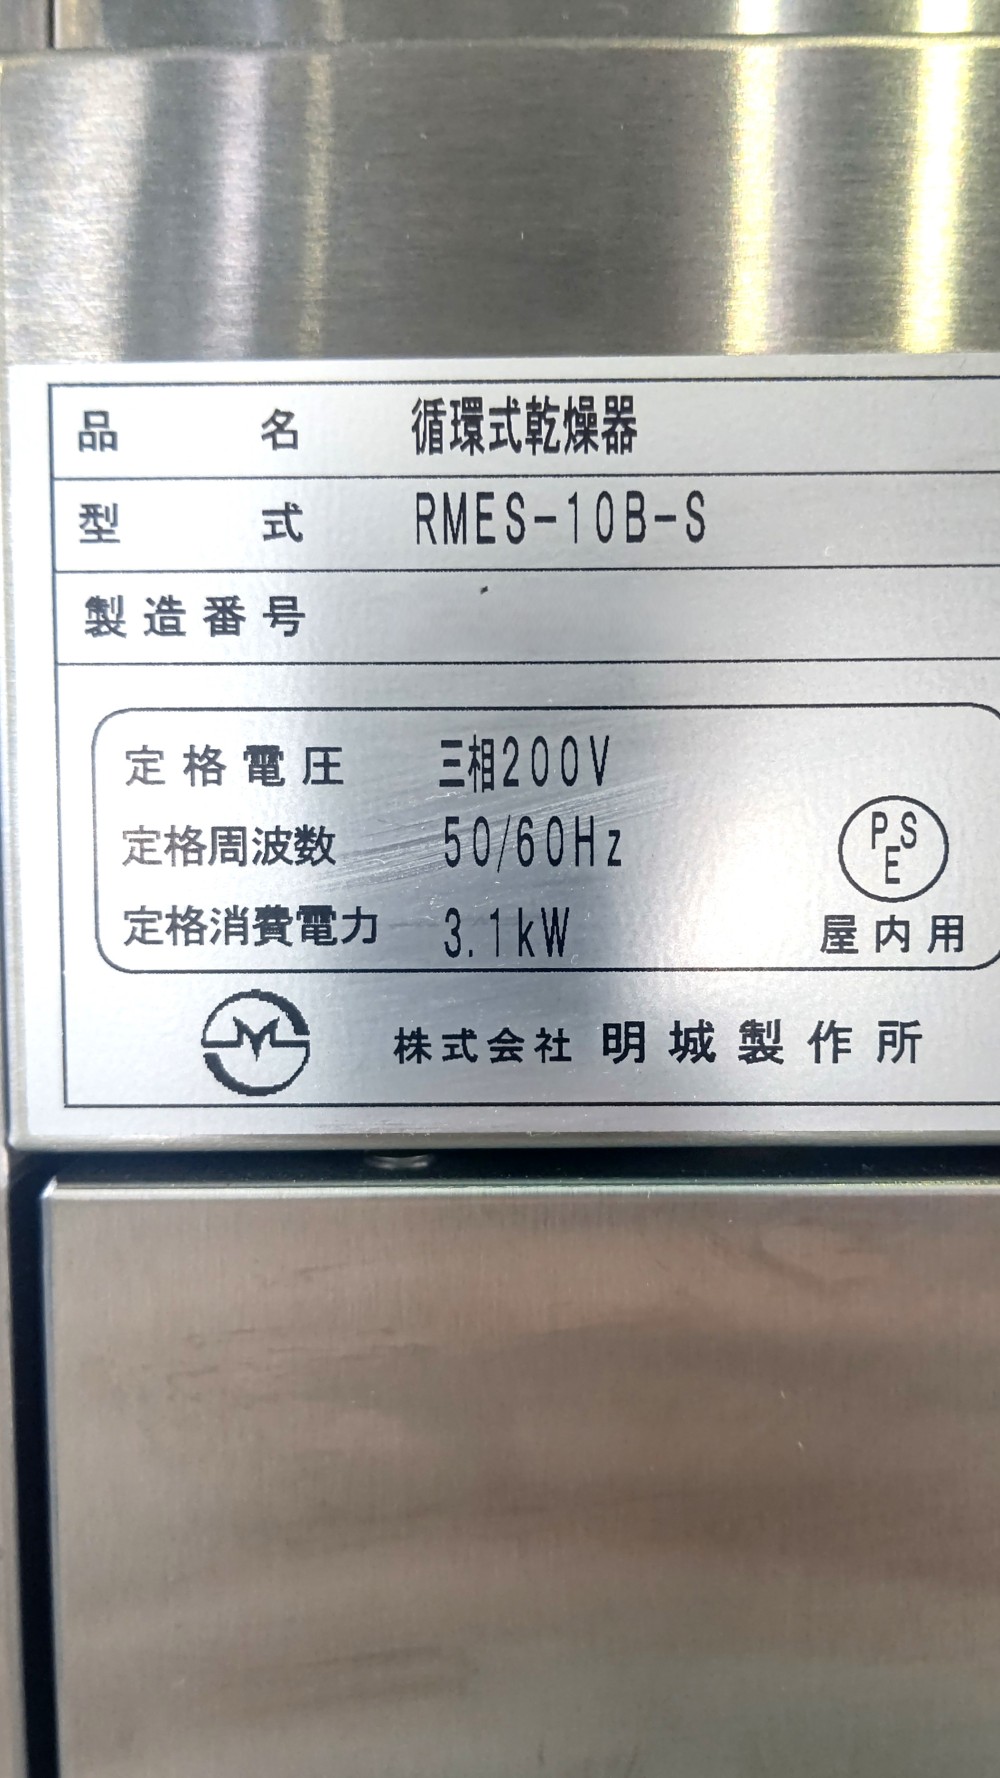 品名 循環式乾燥器
型式 RMES-10B-S
製造番号
定格電圧 三相200V
定格周波数 50/60Hz
定格消費電力 3.1kW
PSE
屋内用
株式会社 明城製作所